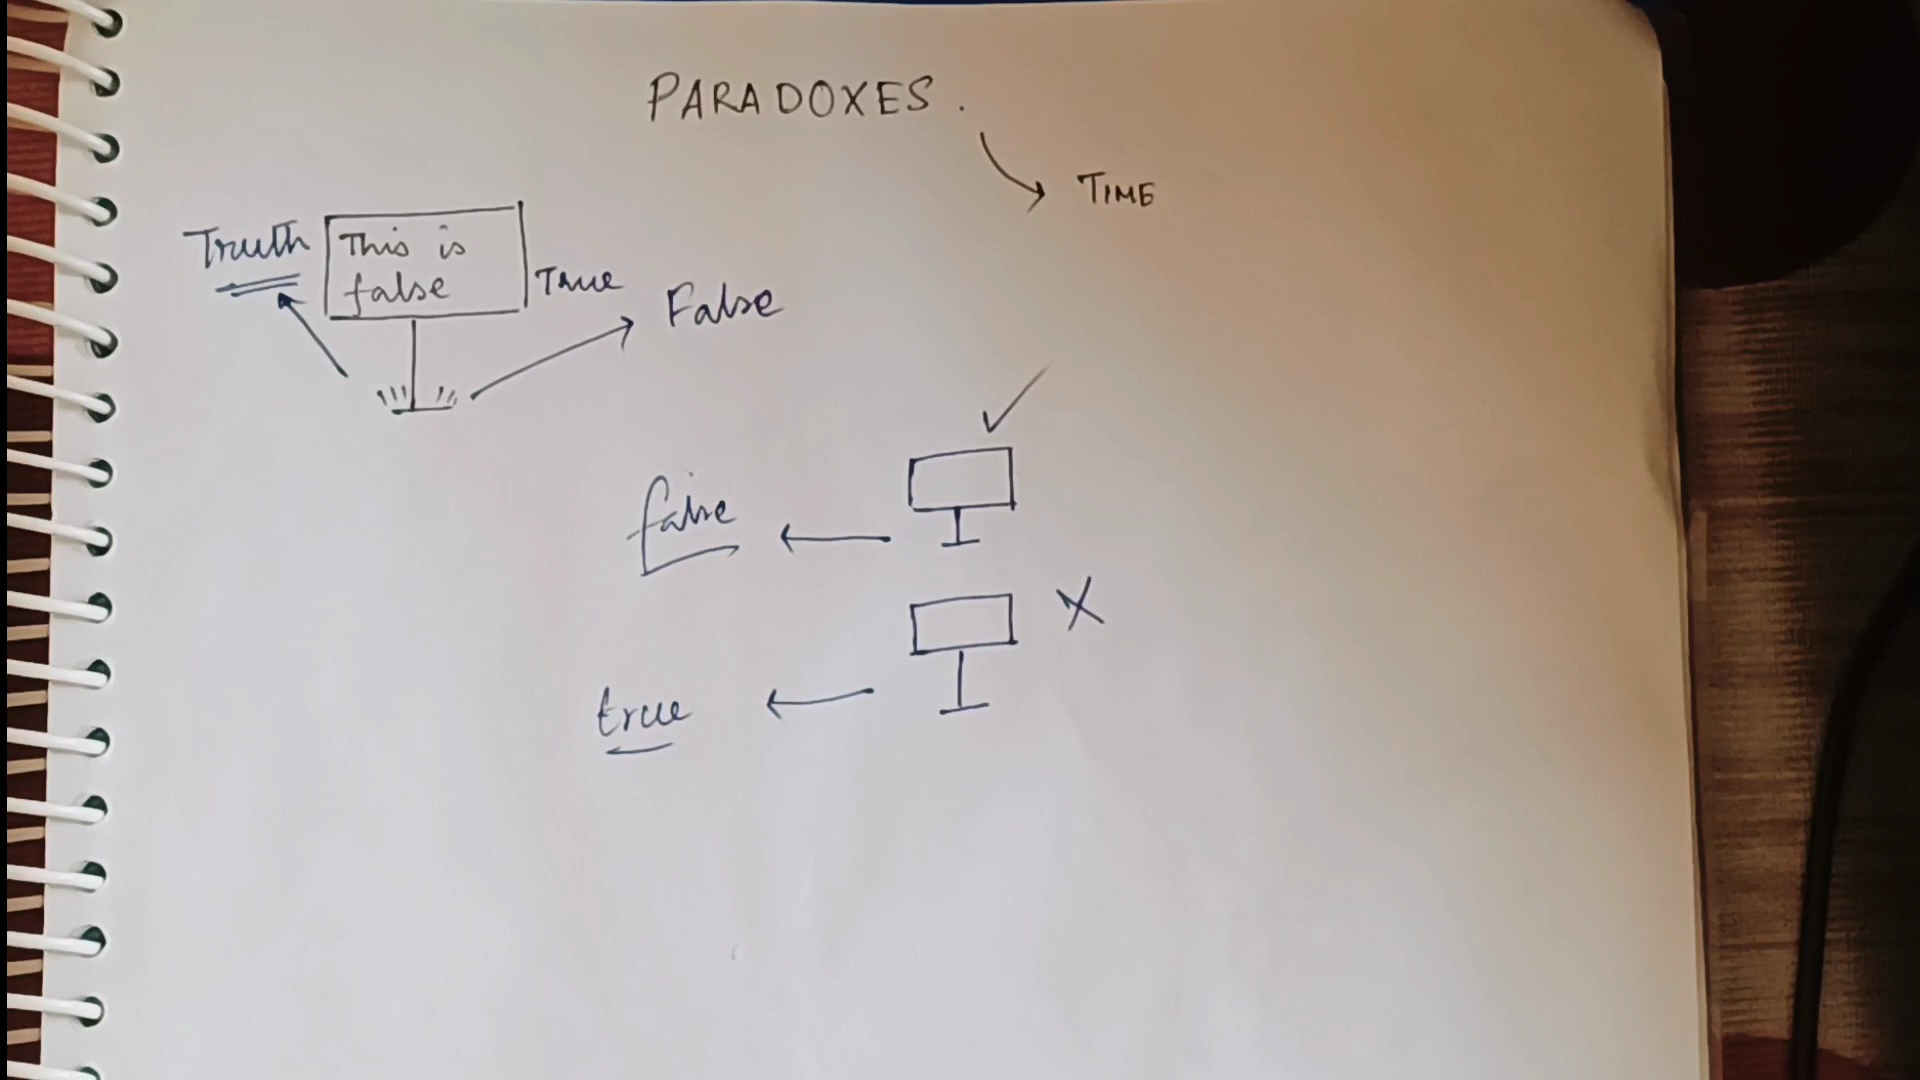 PARADOXES.
TIME
Truth
This is
false
True
False
false
true